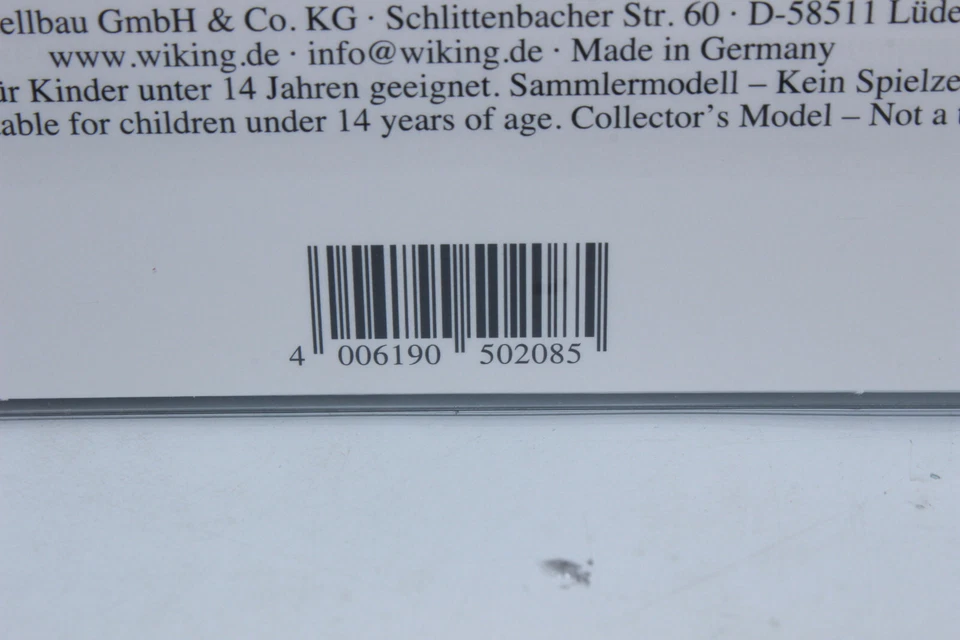 ellbau GmbH & Co. KG · Schlittenbacher Str. 60 · D-58511 Lüde
www.wiking.de · info@wiking.de · Made in Germany
ür Kinder unter 14 Jahren geeignet. Sammlermodell – Kein Spielze
able for children under 14 years of age. Collector's Model – Not a t
4 006190 502085